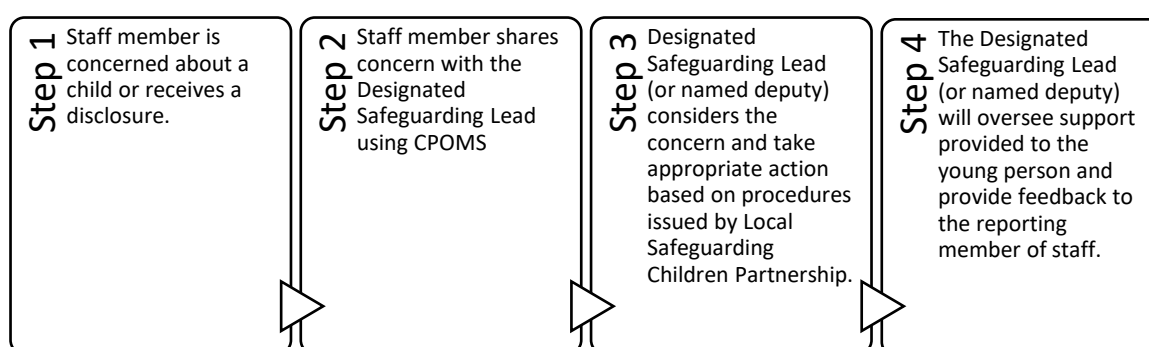 Step 1
Staff member is
concerned about a
child or receives a
disclosure.
Step 2
Staff member shares
concern with the
Designated
Safeguarding Lead
using CPOMS
Step 3
Designated
Safeguarding Lead
(or named deputy)
considers the
concern and take
appropriate action
based on procedures
issued by Local
Safeguarding
Children Partnership.
Step 4
The Designated
Safeguarding Lead
(or named deputy)
will oversee support
provided to the
young person and
provide feedback to
the reporting
member of staff.